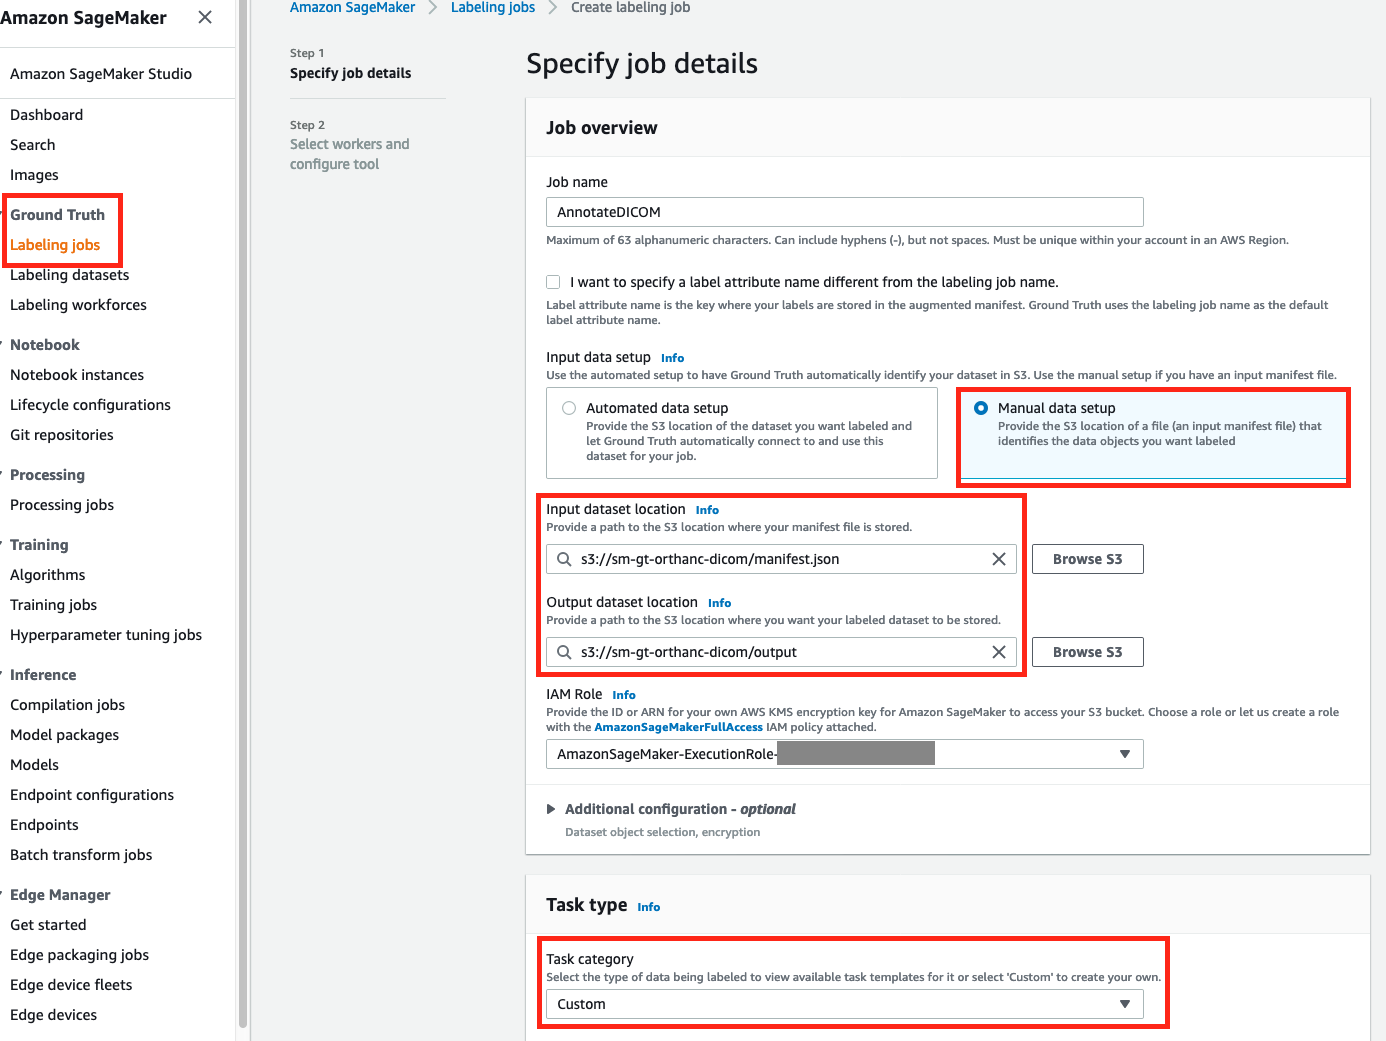 Amazon SageMaker
Amazon SageMaker Studio
Dashboard
Search
Images
Ground Truth
Labeling jobs
Labeling datasets
Labeling workforces
Notebook
Notebook instances
Lifecycle configurations
Git repositories
Processing
Processing jobs
Training
Algorithms
Training jobs
Hyperparameter tuning jobs
Inference
Compilation jobs
Model packages
Models
Endpoint configurations
Endpoints
Batch transform jobs
Edge Manager
Get started
Edge packaging jobs
Edge device fleets
Edge devices
Amazon SageMaker > Labeling jobs > Create labeling job
Step 1
Specify job details
Step 2
Select workers and
configure tool
Specify job details
Job overview
Job name
AnnotateDICOM
Maximum of 63 alphanumeric characters. Can include hyphens (-), but not spaces. Must be unique within your account in an AWS Region.
I want to specify a label attribute name different from the labeling job name.
Label attribute name is the key where your labels are stored in the augmented manifest. Ground Truth uses the labeling job name as the default
label attribute name.
Input data setup Info
Use the automated setup to have Ground Truth automatically identify your dataset in S3. Use the manual setup if you have an input manifest file.
Automated data setup
Provide the S3 location of the dataset you want labeled and
let Ground Truth automatically connect to and use this
dataset for your job.
Manual data setup
Provide the S3 location of a file (an input manifest file) that
identifies the data objects you want labeled
Input dataset location Info
Provide a path to the S3 location where your manifest file is stored.
s3://sm-gt-orthanc-dicom/manifest.json
Browse S3
Output dataset location Info
Provide a path to the S3 location where you want your labeled dataset to be stored.
s3://sm-gt-orthanc-dicom/output
Browse S3
IAM Role Info
Provide the ID or ARN for your own AWS KMS encryption key for Amazon SageMaker to access your S3 bucket. Choose a role or let us create a role
with the AmazonSageMakerFullAccess IAM policy attached.
AmazonSageMaker-ExecutionRole-
Additional configuration - optional
Dataset object selection, encryption
Task type Info
Task category
Select the type of data being labeled to view available task templates for it or select 'Custom' to create your own.
Custom